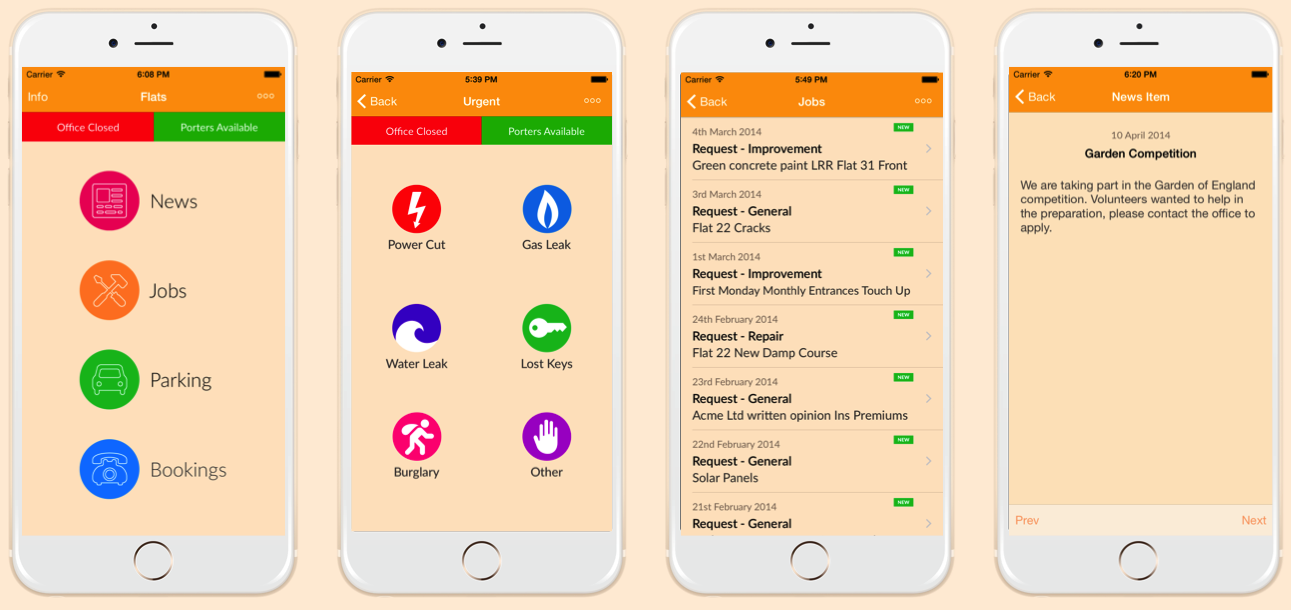 Carrier 6:08 PM
Info Flats
Office Closed Porters Available
News
Jobs
Parking
Bookings
Carrier 5:39 PM
Back Urgent
Office Closed Porters Available
Power Cut Gas Leak
Water Leak Lost Keys
Burglary Other
Carrier 5:49 PM
Back Jobs
4th March 2014 NEW
Request - Improvement
Green concrete paint LRR Flat 31 Front
3rd March 2014 NEW
Request - General
Flat 22 Cracks
1st March 2014 NEW
Request - Improvement
First Monday Monthly Entrances Touch Up
24th February 2014 NEW
Request - Repair
Flat 22 New Damp Course
23rd February 2014 NEW
Request - General
Acme Ltd written opinion Ins Premiums
22nd February 2014 NEW
Request - General
Solar Panels
21st February 2014 NEW
Request - General
Carrier 6:20 PM
Back News Item
10 April 2014
Garden Competition
We are taking part in the Garden of England
competition. Volunteers wanted to help in
the preparation, please contact the office to
apply.
Prev Next